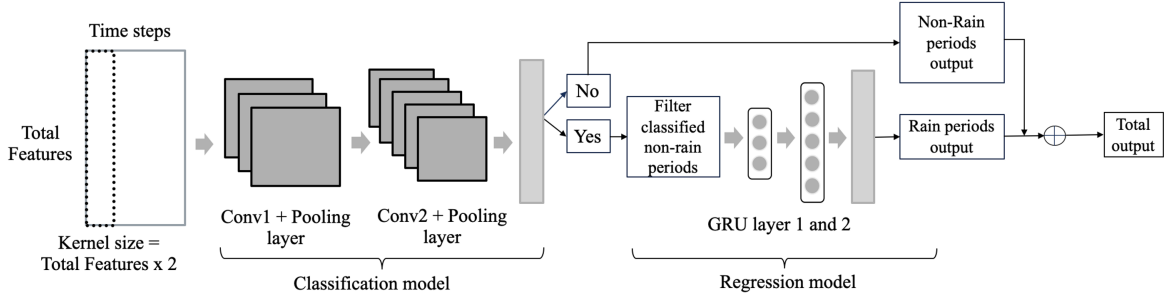 Time steps
Total
Features
Kernel size =
Total Features x 2
Conv1 + Pooling
layer
Conv2 + Pooling
layer
Classification model
No
Yes
Filter
classified
non-rain
periods
GRU layer 1 and 2
Regression model
Non-Rain
periods
output
Rain periods
output
Total
output